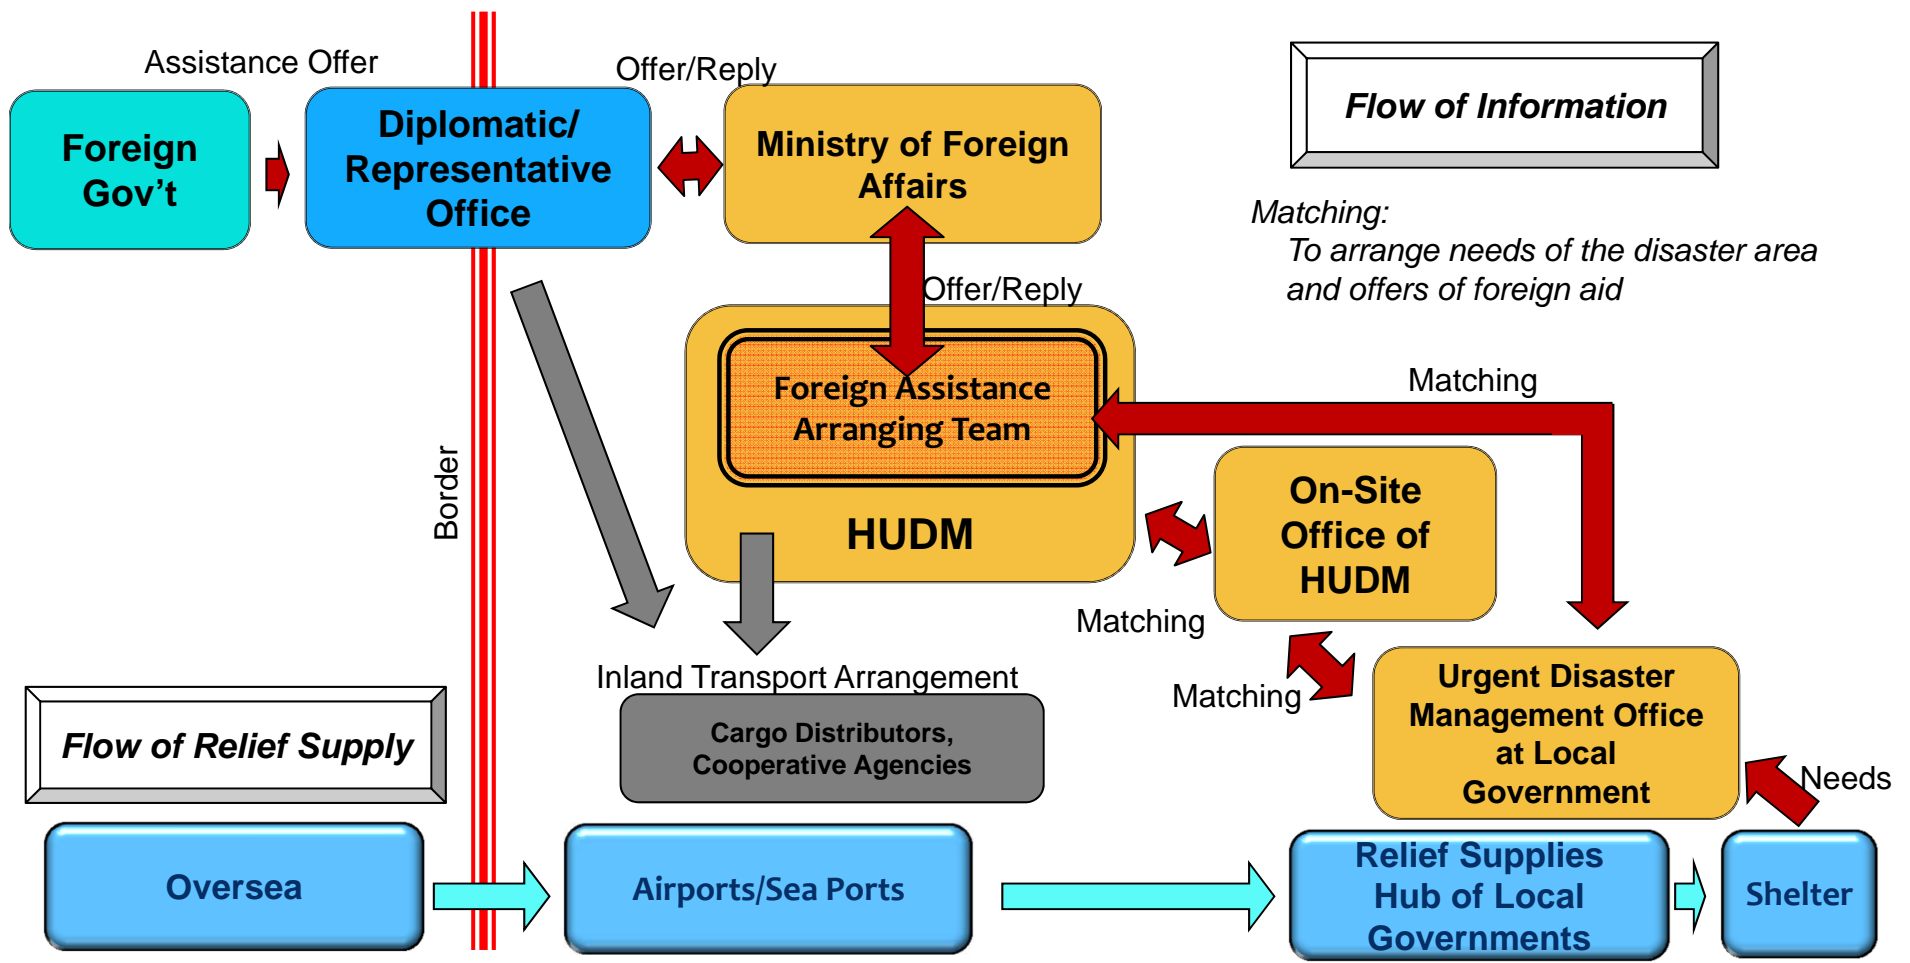 Assistance Offer
Offer/Reply
Flow of Information
Foreign
Gov't
Diplomatic/
Representative
Office
Ministry of Foreign
Affairs
Matching:
To arrange needs of the disaster area
and offers of foreign aid
Offer/Reply
Foreign Assistance
Arranging Team
HUDM
Matching
Border
On-Site
Office of
HUDM
Matching
Matching
Inland Transport Arrangement
Cargo Distributors,
Cooperative Agencies
Urgent Disaster
Management Office
at Local
Government
Needs
Flow of Relief Supply
Oversea
Airports/Sea Ports
Relief Supplies
Hub of Local
Governments
Shelter